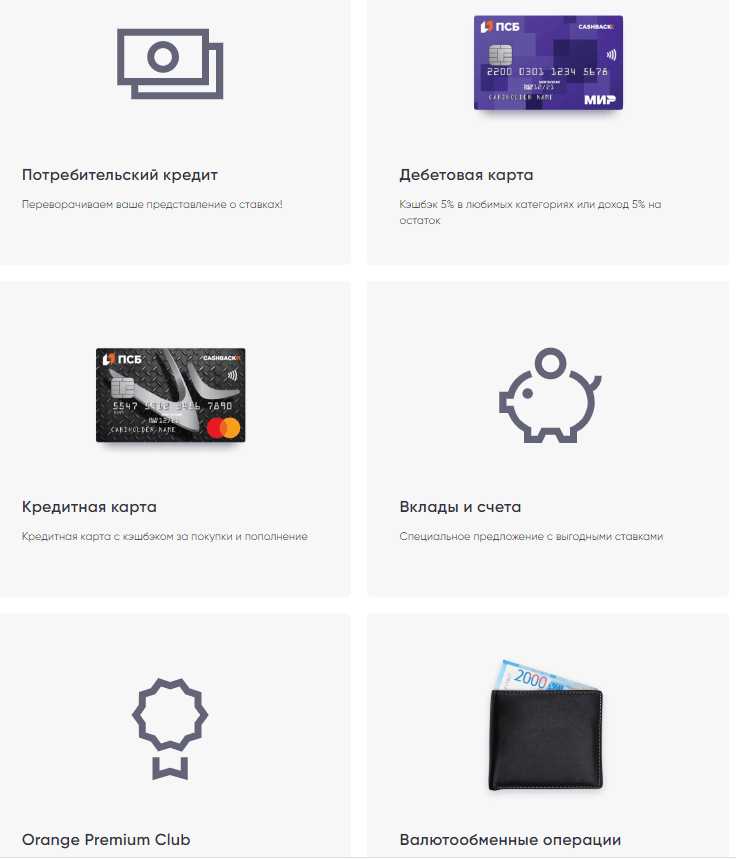 ПСБ
CASHBACK
2200 0301 1234 5678
12/21
CARDHOLDER NAME
МИР
Потребительский кредит
Дебетовая карта
Переворачиваем ваше представление о ставках!
Кэшбэк 5% в любимых категориях или доход 5% на
остаток
ПСБ
CASHBACK
5547 5512 3456 7890
12/21
CARDHOLDER NAME
Кредитная карта
Вклады и счета
Кредитная карта с кэшбэком за покупки и пополнение
Специальное предложение с выгодными ставками
2000
Orange Premium Club
Валютообменные операции